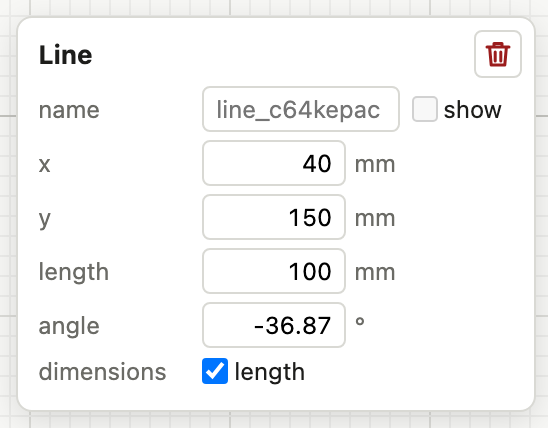 Line
name line_c64kepac show
x 40 mm
y 150 mm
length 100 mm
angle -36.87 °
dimensions length